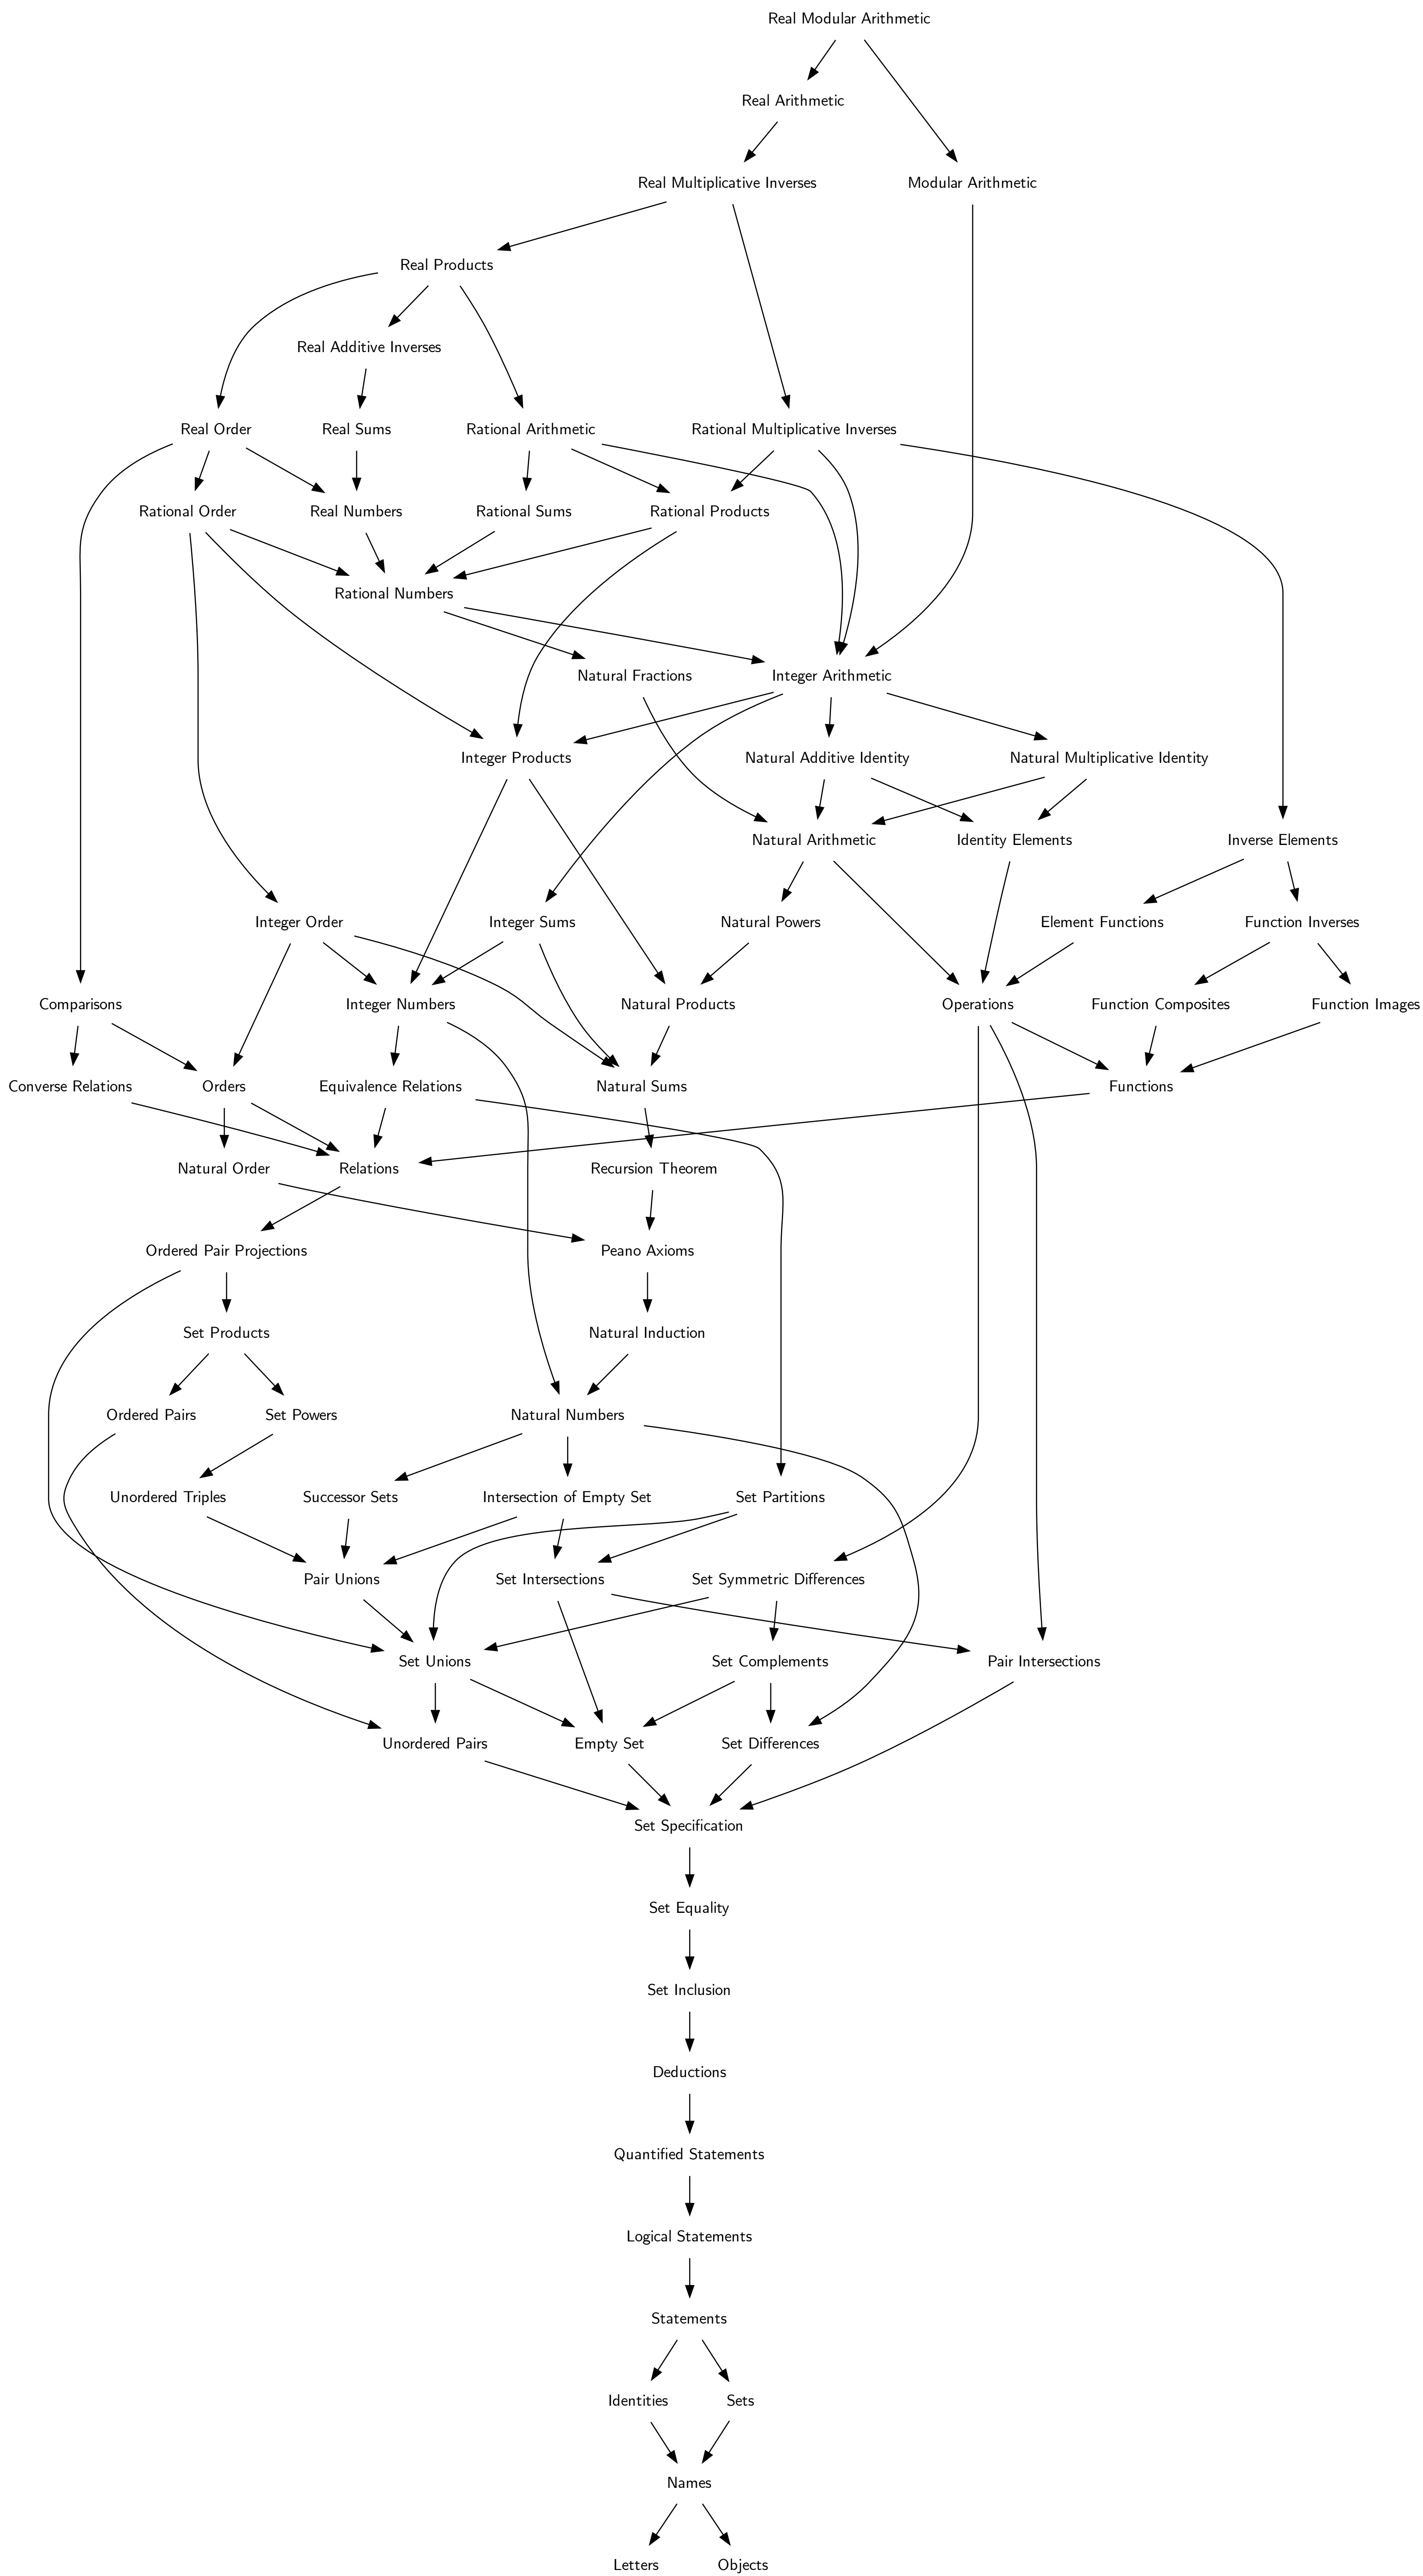 Real Modular Arithmetic
Real Arithmetic
Real Multiplicative Inverses
Modular Arithmetic
Real Products
Real Additive Inverses
Real Order
Real Sums
Rational Arithmetic
Rational Multiplicative Inverses
Rational Order
Real Numbers
Rational Sums
Rational Products
Rational Numbers
Natural Fractions
Integer Arithmetic
Integer Products
Natural Additive Identity
Natural Multiplicative Identity
Natural Arithmetic
Identity Elements
Inverse Elements
Integer Order
Integer Sums
Natural Powers
Element Functions
Function Inverses
Comparisons
Integer Numbers
Natural Products
Operations
Function Composites
Function Images
Converse Relations
Orders
Equivalence Relations
Natural Sums
Functions
Natural Order
Relations
Recursion Theorem
Ordered Pair Projections
Peano Axioms
Set Products
Natural Induction
Ordered Pairs
Set Powers
Natural Numbers
Unordered Triples
Successor Sets
Intersection of Empty Set
Set Partitions
Pair Unions
Set Intersections
Set Symmetric Differences
Set Unions
Set Complements
Pair Intersections
Unordered Pairs
Empty Set
Set Differences
Set Specification
Set Equality
Set Inclusion
Deductions
Quantified Statements
Logical Statements
Statements
Identities
Sets
Names
Letters
Objects